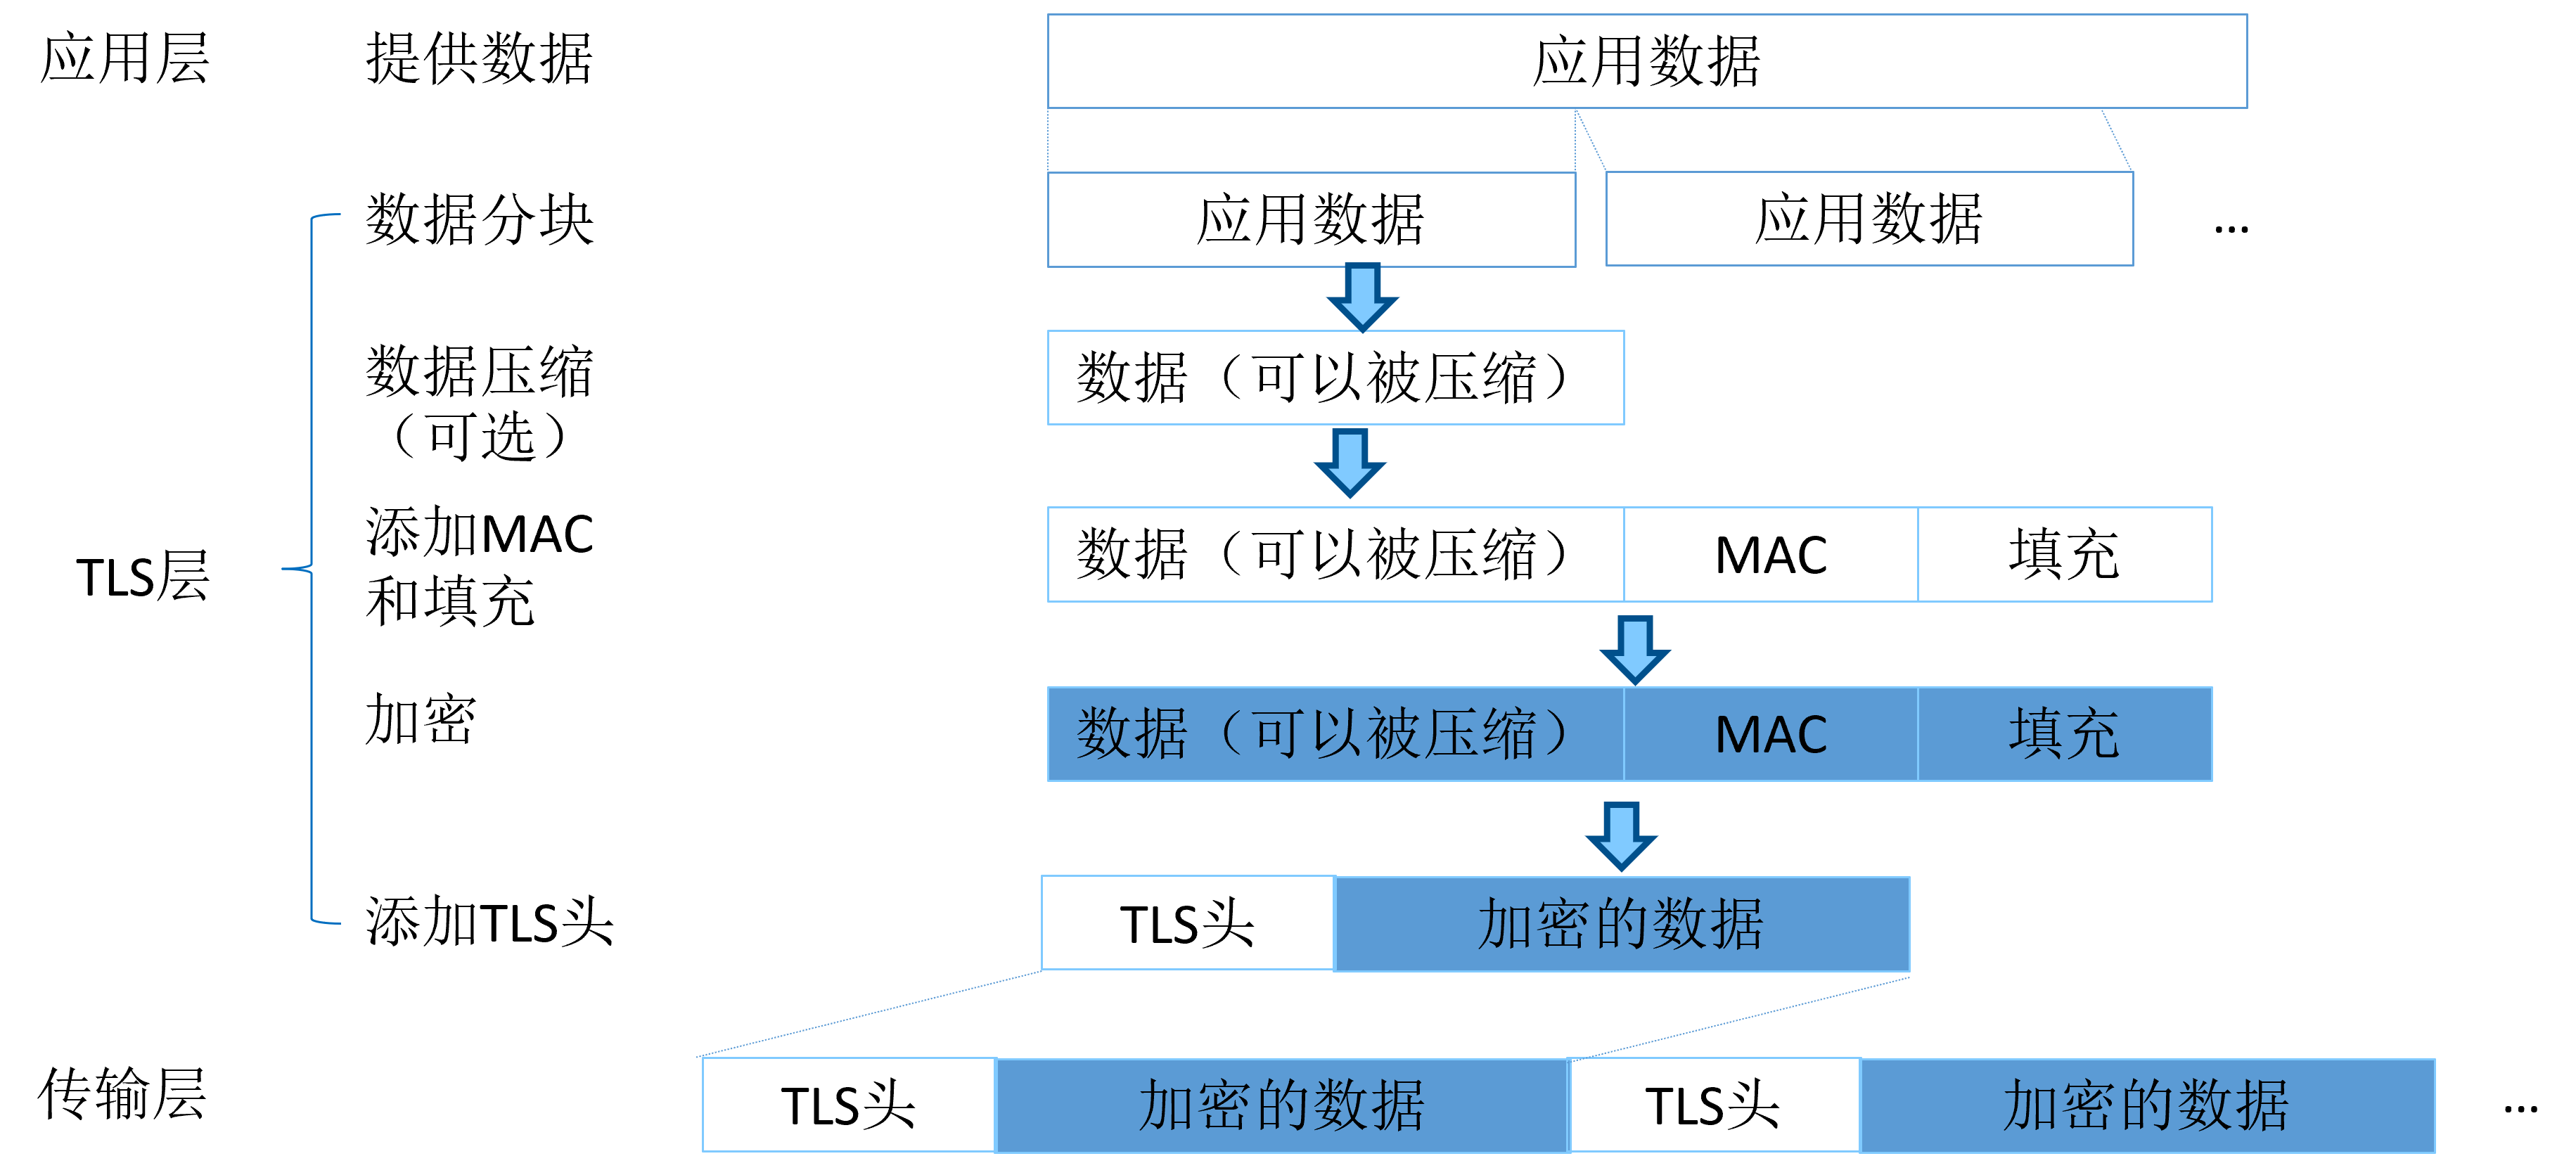 应用层 提供数据 应用数据
数据分块 应用数据 应用数据 ...
数据压缩 数据（可以被压缩）
（可选）
添加MAC 数据（可以被压缩） MAC 填充
和填充
TLS层
加密 数据（可以被压缩） MAC 填充
添加TLS头 TLS头 加密的数据
传输层 TLS头 加密的数据 TLS头 加密的数据 ...